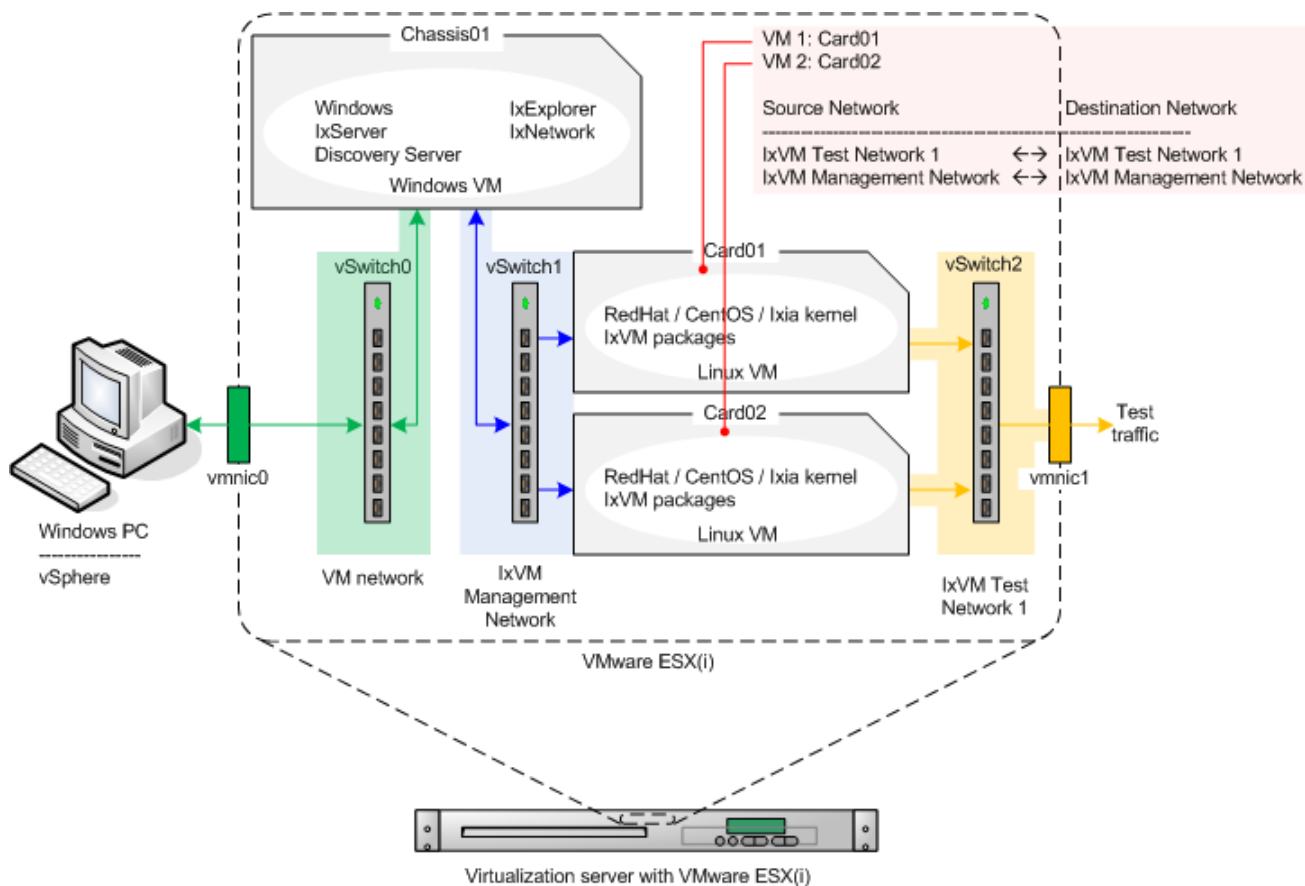 Chassis01
Windows
IxServer
Discovery Server
IxExplorer
IxNetwork
Windows VM
VM 1: Card01
VM 2: Card02
Source Network Destination Network
--------------------------------------------------------------------
IxVM Test Network 1 <--> IxVM Test Network 1
IxVM Management Network <--> IxVM Management Network
vSwitch0
vSwitch1
Card01
RedHat / CentOS / Ixia kernel
IxVM packages
Linux VM
vSwitch2
Card02
RedHat / CentOS / Ixia kernel
IxVM packages
Linux VM
vmnic0
vmnic1
Test
traffic
Windows PC
----------------
vSphere
VM network
IxVM
Management
Network
IxVM Test
Network 1
VMware ESX(i)
Virtualization server with VMware ESX(i)